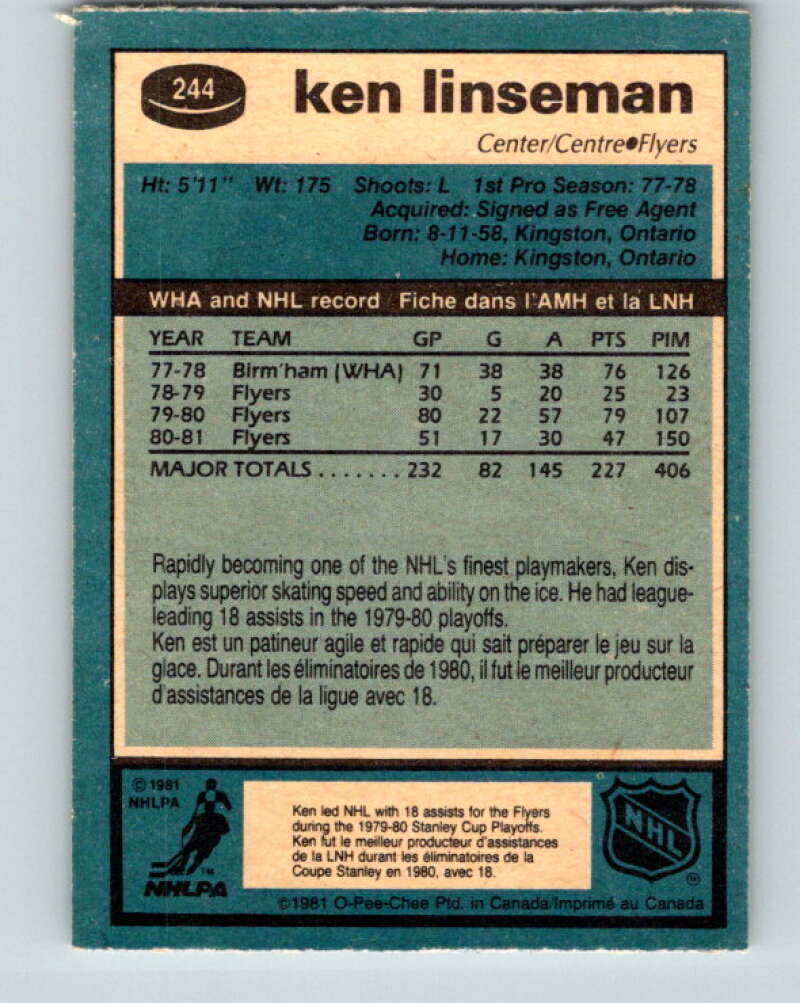 244
ken linseman
Center/Centre●Flyers
Ht: 5'11" Wt: 175 Shoots: L 1st Pro Season: 77-78
Acquired: Signed as Free Agent
Born: 8-11-58, Kingston, Ontario
Home: Kingston, Ontario
WHA and NHL record Fiche dans l'AMH et la LNH
YEAR TEAM GP G A PTS PIM
77-78 Birm'ham (WHA) 71 38 38 76 126
78-79 Flyers 30 5 20 25 23
79-80 Flyers 80 22 57 79 107
80-81 Flyers 51 17 30 47 150
MAJOR TOTALS ....... 232 82 145 227 406
Rapidly becoming one of the NHL's finest playmakers, Ken dis-
plays superior skating speed and ability on the ice. He had league-
leading 18 assists in the 1979-80 playoffs.
Ken est un patineur agile et rapide qui sait préparer le jeu sur la
glace. Durant les éliminatoires de 1980, il fut le meilleur producteur
d'assistances de la ligue avec 18.
© 1981
NHLPA
TM
NHLPA
Ken led NHL with 18 assists for the Flyers
during the 1979-80 Stanley Cup Playoffs.
Ken fut le meilleur producteur d'assistances
de la LNH durant les éliminatoires de la
Coupe Stanley en 1980, avec 18.
NHL
©1981 O-Pee-Chee Ptd. in Canada/Imprimé au Canada